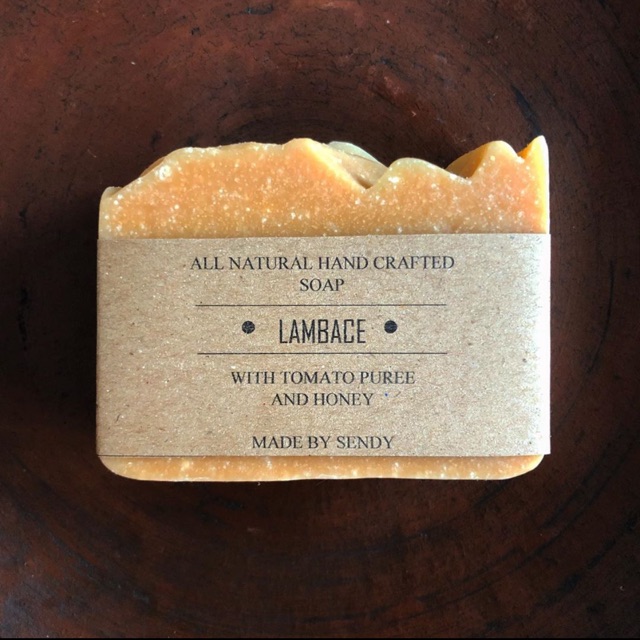 ALL NATURAL HAND CRAFTED
SOAP
• LAMBACE •
WITH TOMATO PUREE
AND HONEY
MADE BY SENDY